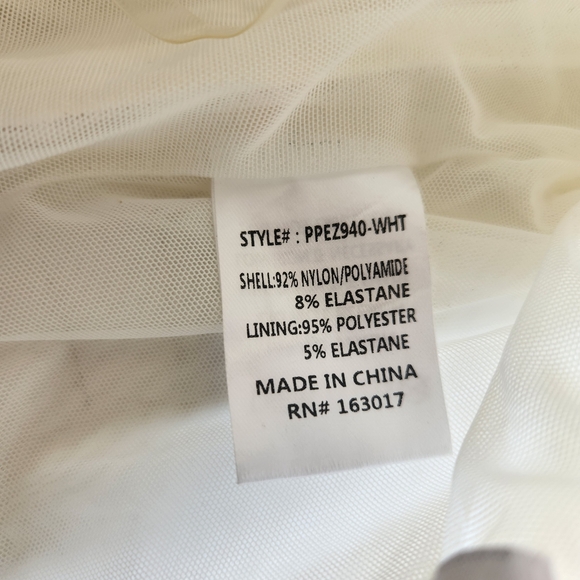 STYLE# : PPEZ940-WHT
SHELL:92% NYLON/POLYAMIDE
8% ELASTANE
LINING:95% POLYESTER
5% ELASTANE
MADE IN CHINA
RN# 163017